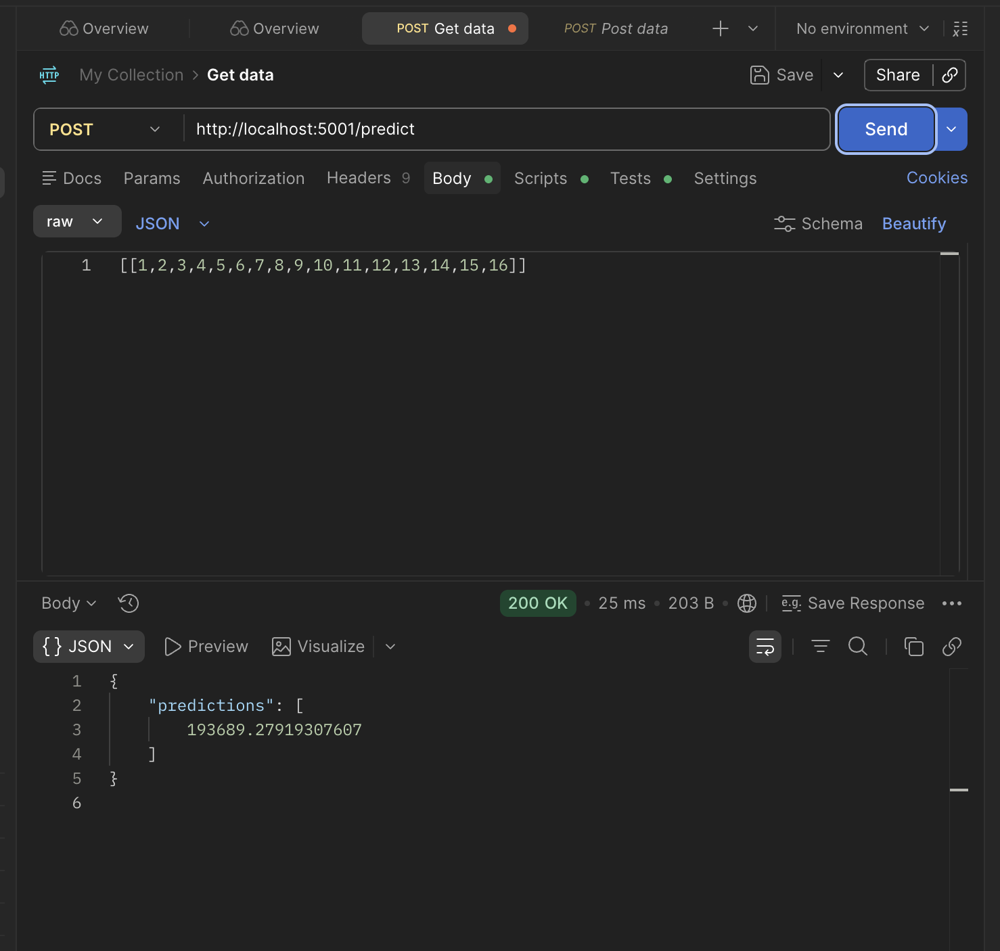 Overview Overview POST Get data POST Post data No environment
HTTP My Collection > Get data Save Share
POST http://localhost:5001/predict Send
Docs Params Authorization Headers 9 Body Scripts Tests Settings Cookies
raw JSON Schema Beautify
1 [[1,2,3,4,5,6,7,8,9,10,11,12,13,14,15,16]]
Body 200 OK • 25 ms • 203 B • e.g. Save Response
{} JSON Preview Visualize
1 {
2 "predictions": [
3 193689.27919307607
4 ]
5 }
6